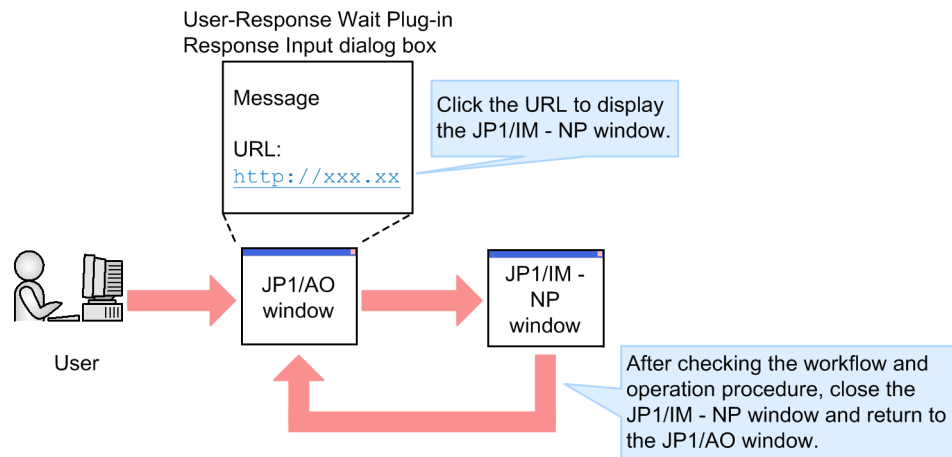 User-Response Wait Plug-in
Response Input dialog box
Message
URL:
http://xxx.xx
Click the URL to display
the JP1/IM - NP window.
JP1/AO
window
JP1/IM -
NP
window
User
After checking the workflow and
operation procedure, close the
JP1/IM - NP window and return to
the JP1/AO window.